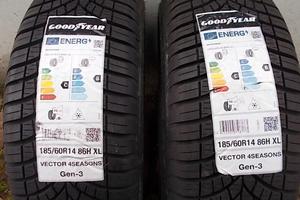 GOODYEAR
ENERG
C
B
185/60R14 86H XL
VECTOR 4SEASONS
Gen-3
GOODYEAR
ENERG
185/60R14 86H XL
VECTOR 4SEASONS
Gen-3